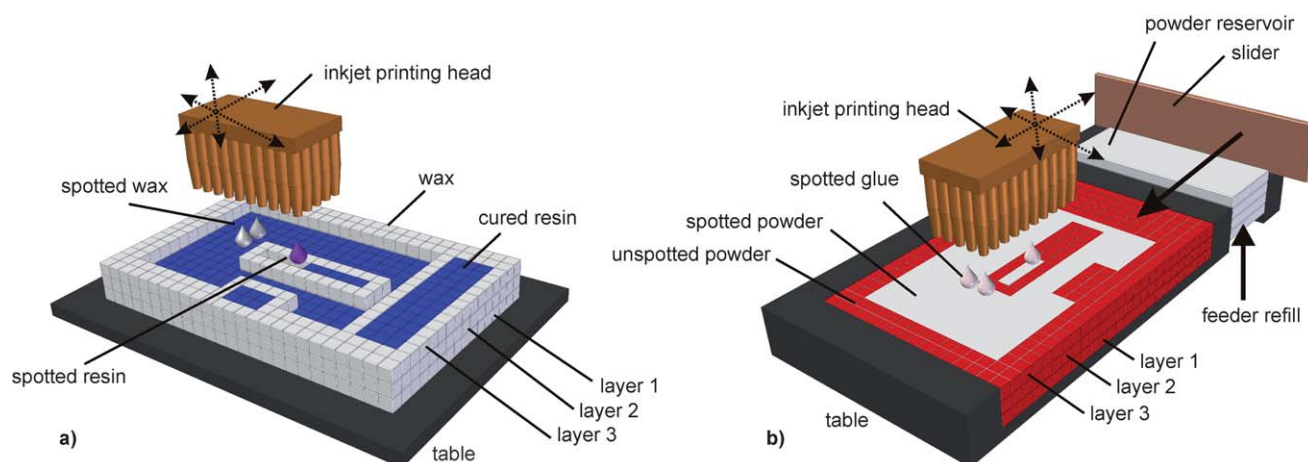 inkjet printing head
spotted wax
wax
cured resin
spotted resin
layer 1
layer 2
layer 3
table
a)
powder reservoir
slider
inkjet printing head
spotted glue
spotted powder
unspotted powder
feeder refill
layer 1
layer 2
layer 3
table
b)